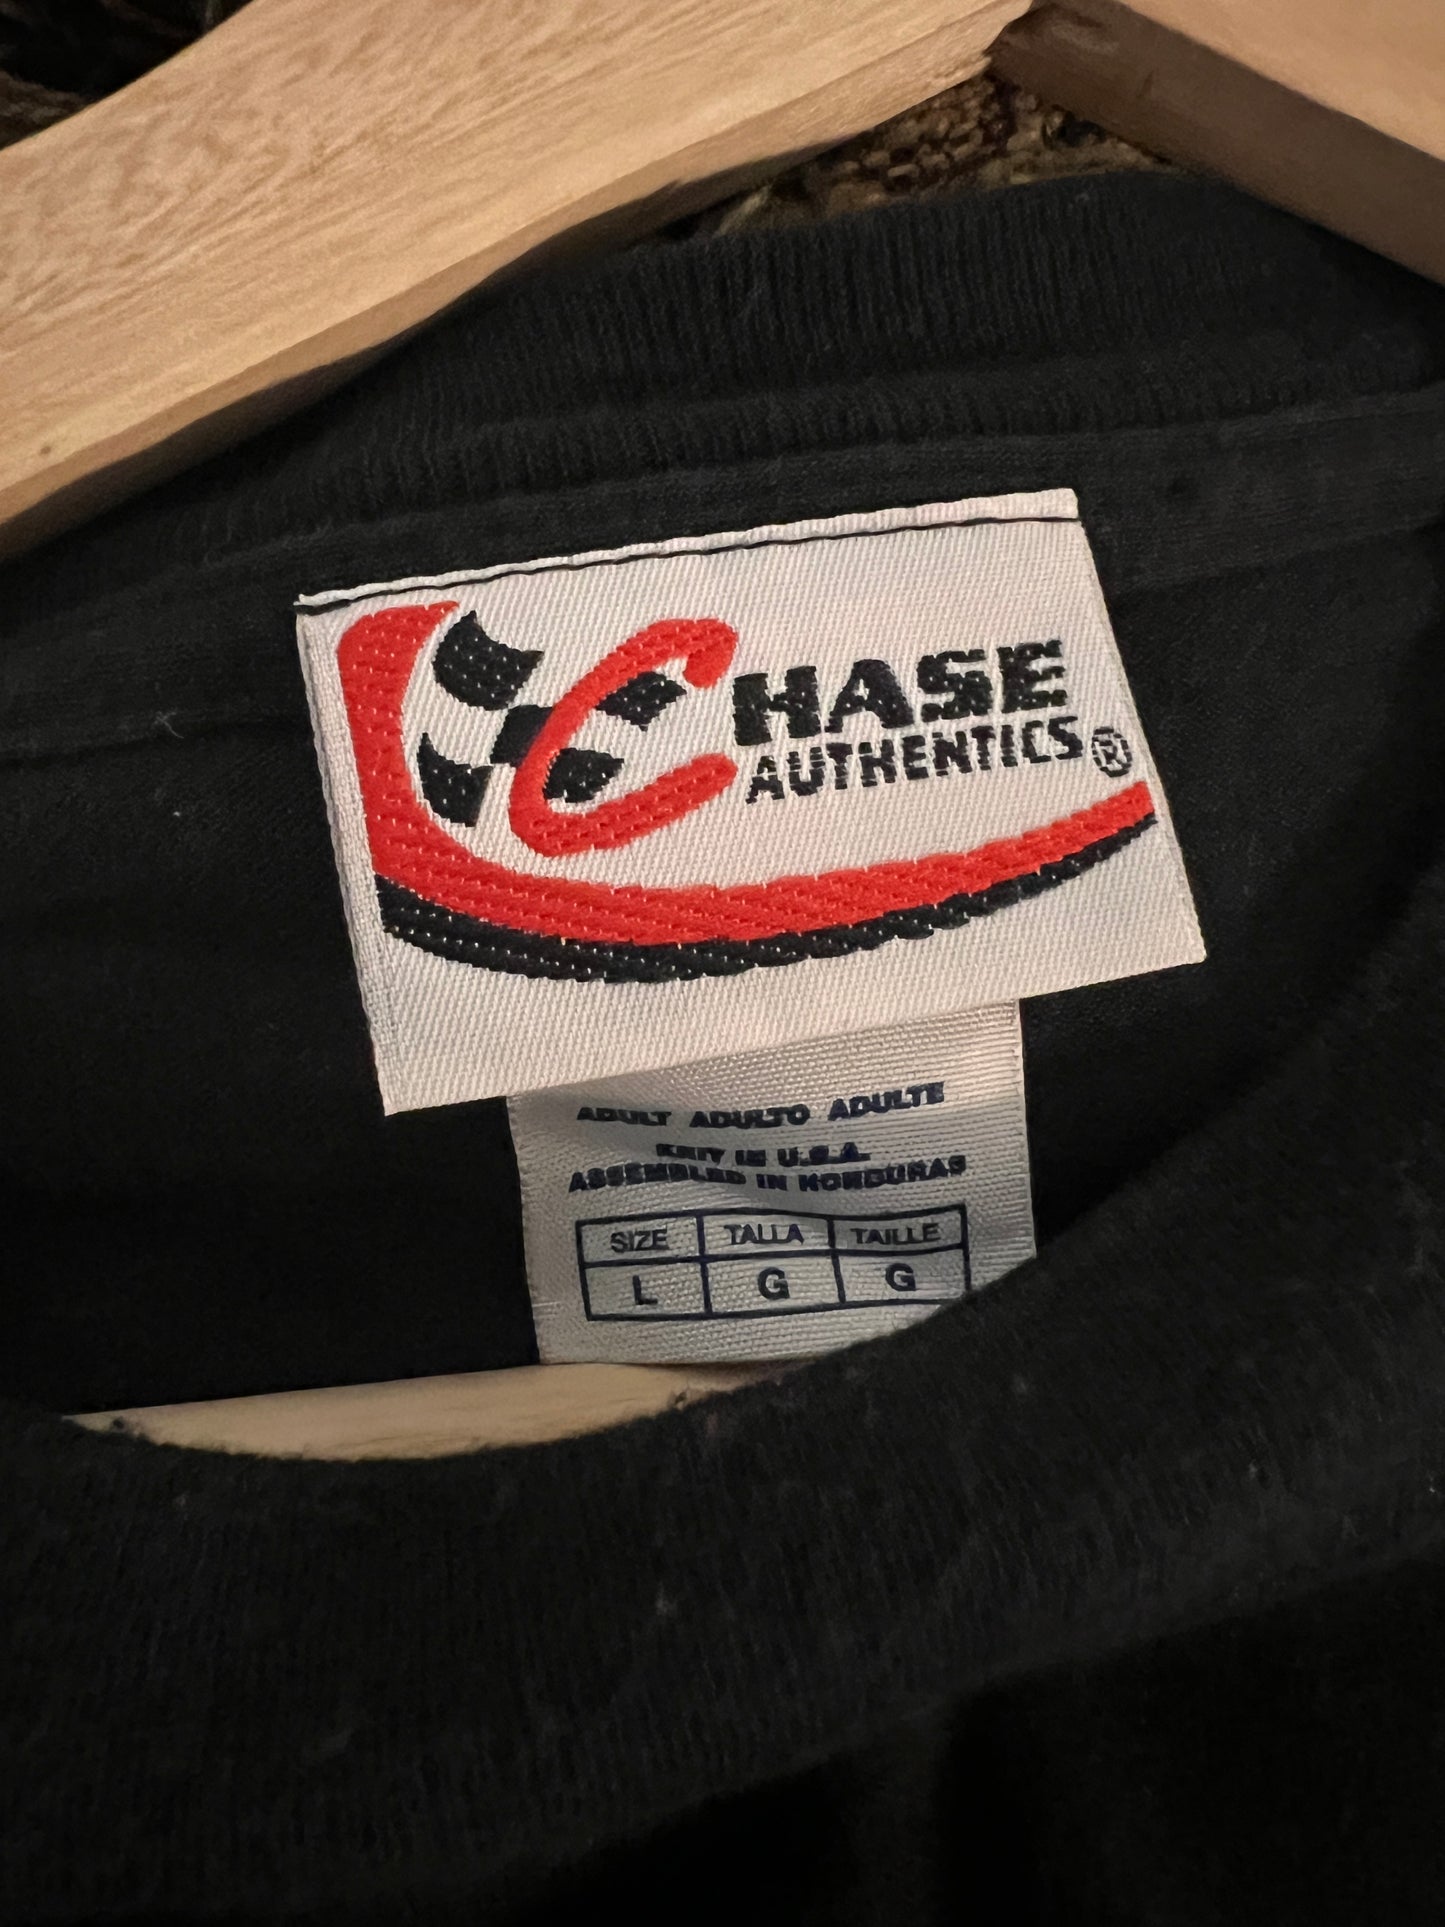 CHASE
AUTHENTICS®
ADULT ADULTO ADULTE
KNIT IN U.S.A.
ASSEMBLED IN HONDURAS
SIZE TALLA TAILLE
L G G